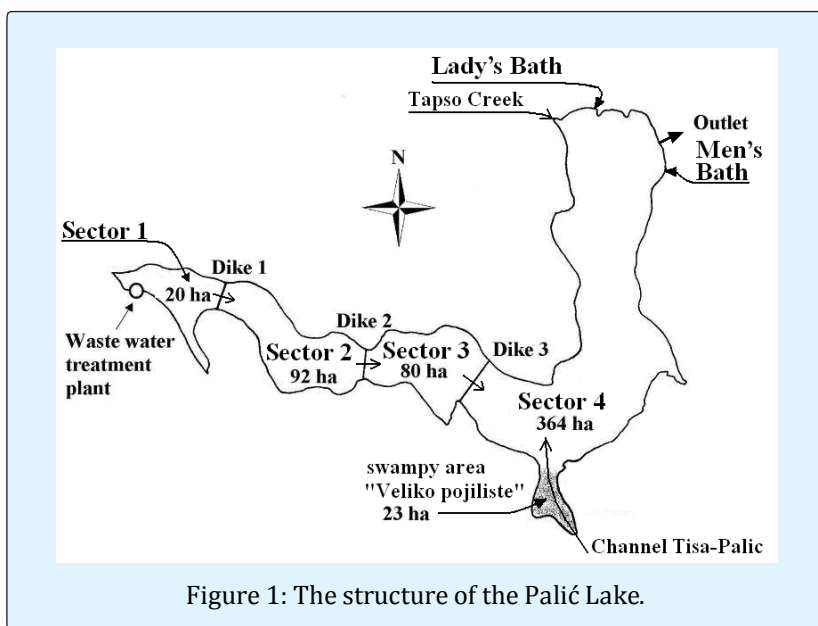 Lady's Bath
Tapso Creek
Outlet
Men's
Bath
N
Sector 1
Dike 1
20 ha
Waste water
treatment
plant
Dike 2
Sector 2
92 ha
Sector 3
80 ha
Dike 3
Sector 4
364 ha
swampy area
"Veliko pojiliste"
23 ha
Channel Tisa-Palic
Figure 1: The structure of the Palić Lake.